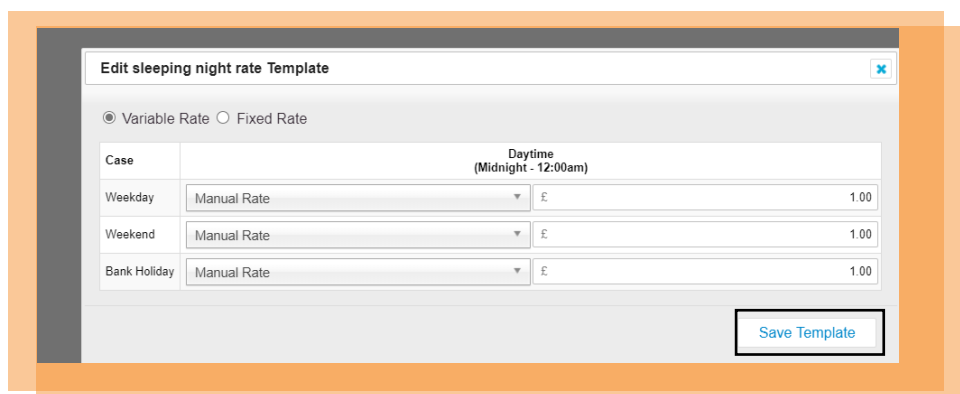 Edit sleeping night rate Template
Variable Rate Fixed Rate
Case Daytime
(Midnight - 12:00am)
Weekday Manual Rate £ 1.00
Weekend Manual Rate £ 1.00
Bank Holiday Manual Rate £ 1.00
Save Template